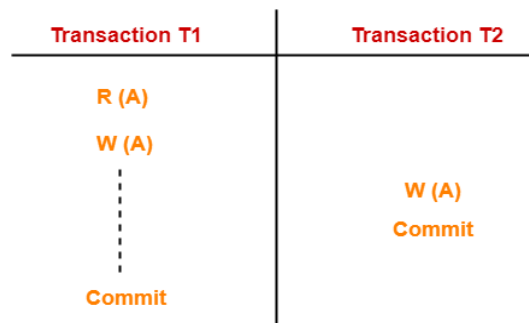 Transaction T1 Transaction T2
R (A)
W (A)
W (A)
Commit
Commit